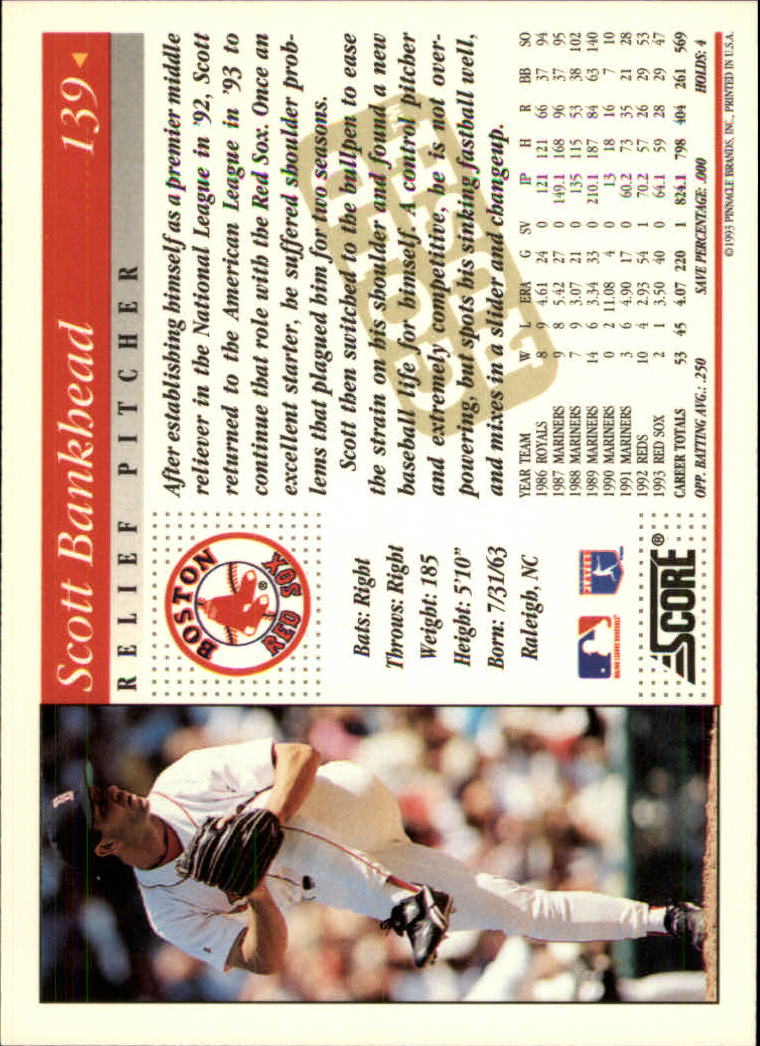 Scott Bankhead 139
RELIEF PITCHER
BOSTON
RED SOX
®
Bats: Right
Throws: Right
Weight: 185
Height: 5'10"
Born: 7/31/63
Raleigh, NC
MAJOR LEAGUE BASEBALL
PLAYERS
SCORE®
After establishing himself as a premier middle
reliever in the National League in '92, Scott
returned to the American League in '93 to
continue that role with the Red Sox. Once an
excellent starter, he suffered shoulder prob-
lems that plagued him for two seasons.
Scott then switched to the bullpen to ease
the strain on his shoulder and found a new
baseball life for himself. A control pitcher
and extremely competitive, he is not over-
powering, but spots his sinking fastball well,
and mixes in a slider and changeup.
YEAR TEAM W L ERA G SV IP H R BB SO
1986 ROYALS 8 9 4.61 24 0 121 121 66 37 94
1987 MARINERS 9 8 5.42 27 0 149.1 168 96 37 95
1988 MARINERS 7 9 3.07 21 0 135 115 53 38 102
1989 MARINERS 14 6 3.34 33 0 210.1 187 84 63 140
1990 MARINERS 0 2 11.08 4 0 13 18 16 7 10
1991 MARINERS 3 6 4.90 17 0 60.2 73 35 21 28
1992 REDS 10 4 2.93 54 1 70.2 57 26 29 53
1993 RED SOX 2 1 3.50 40 0 64.1 59 28 29 47
CAREER TOTALS 53 45 4.07 220 1 824.1 798 404 261 569
OPP. BATTING AVG.: .250 SAVE PERCENTAGE: .000 HOLDS: 4
©1993 PINNACLE BRANDS, INC., PRINTED IN U.S.A.